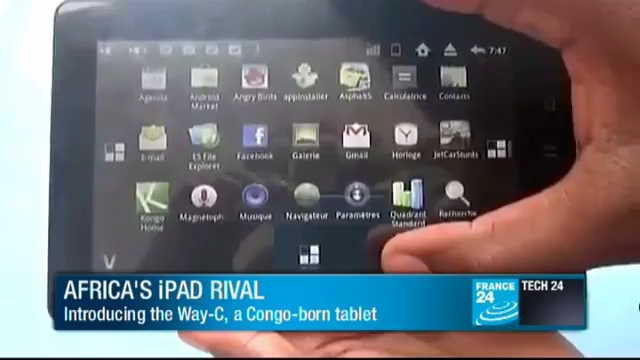 7:47
Agenda Android Angry Birds appInstaller Asphalt5 Calculatrice Contacts
Market
E-mail ES File Facebook Galerie Gmail Horloge JetCarStunts
Explorer
Kongo Magnétoph Musique Navigateur Paramètres Quadrant Recherche
Home Standard
AFRICA'S iPAD RIVAL
Introducing the Way-C, a Congo-born tablet
FRANCE
24
TECH 24